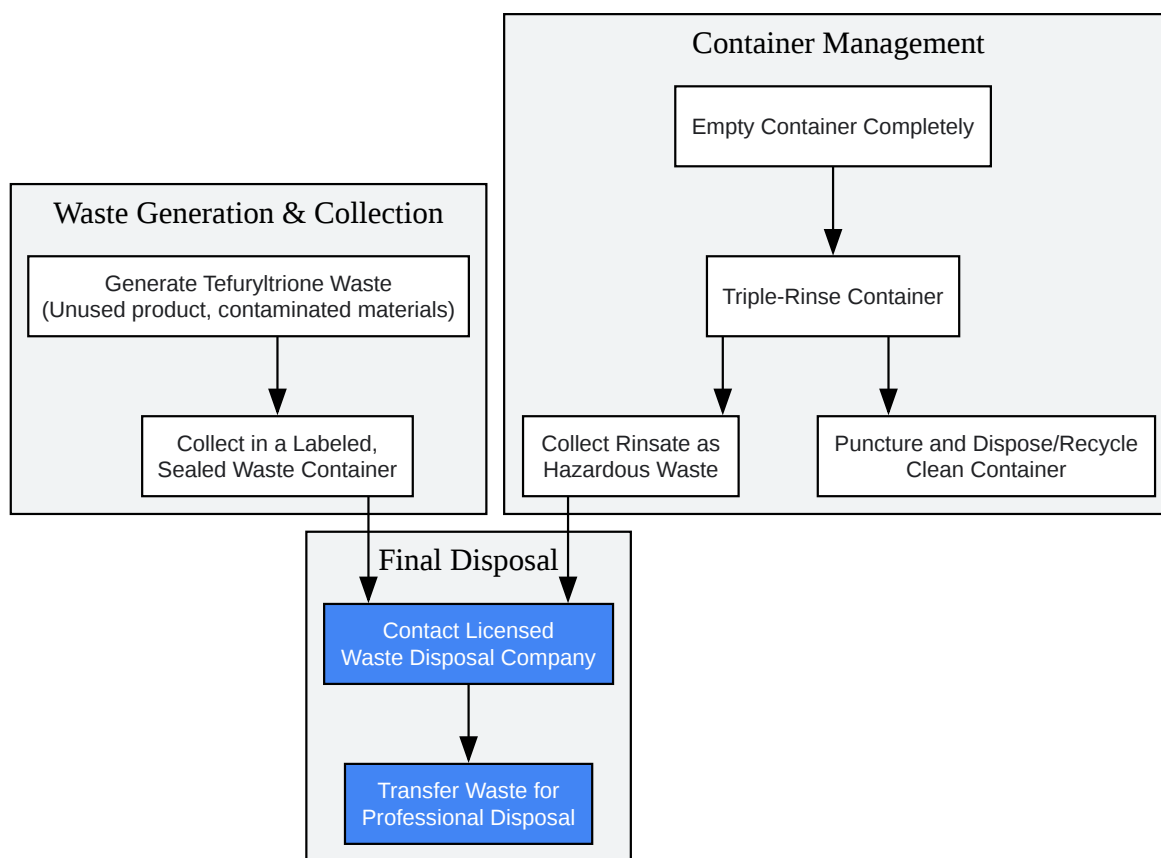 Container Management
Empty Container Completely
Waste Generation & Collection
Generate Tefuryltrione Waste
(Unused product, contaminated materials)
Triple-Rinse Container
Collect in a Labeled,
Sealed Waste Container
Collect Rinsate as
Hazardous Waste
Puncture and Dispose/Recycle
Clean Container
Final Disposal
Contact Licensed
Waste Disposal Company
Transfer Waste for
Professional Disposal